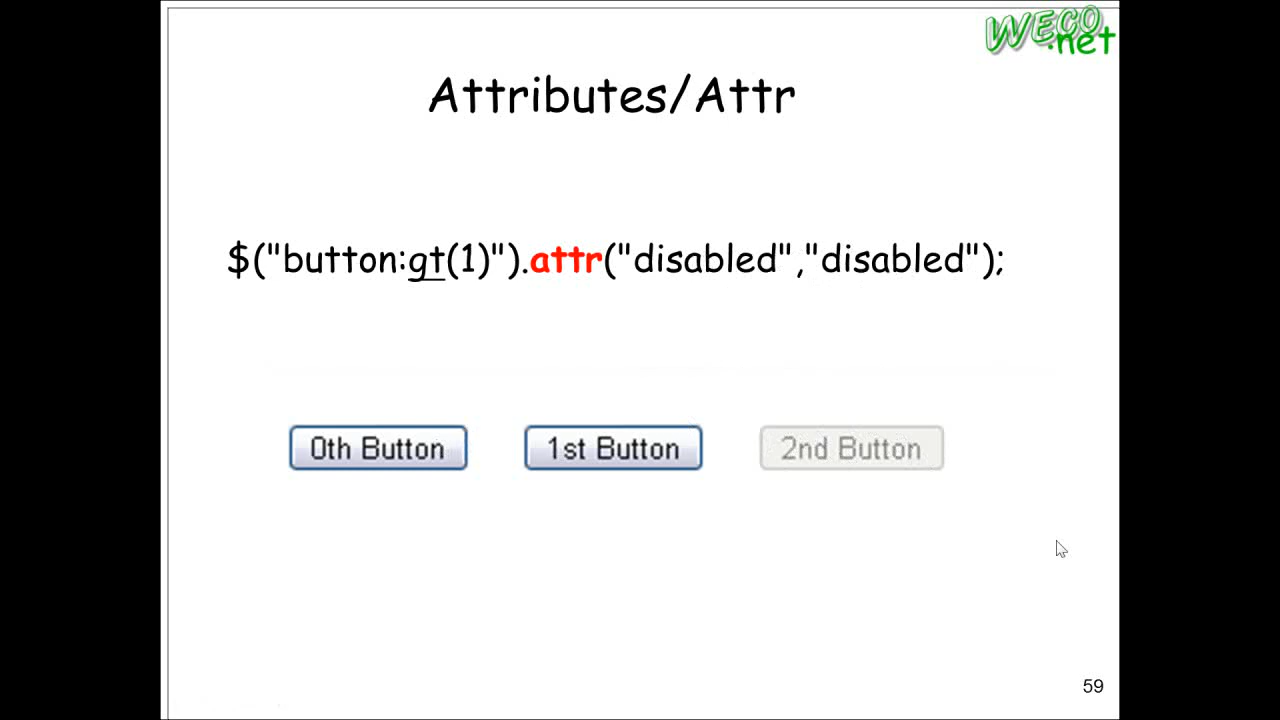 WECO
.net
Attributes/Attr
$("button:gt(1)").attr("disabled","disabled");
0th Button 1st Button 2nd Button
59